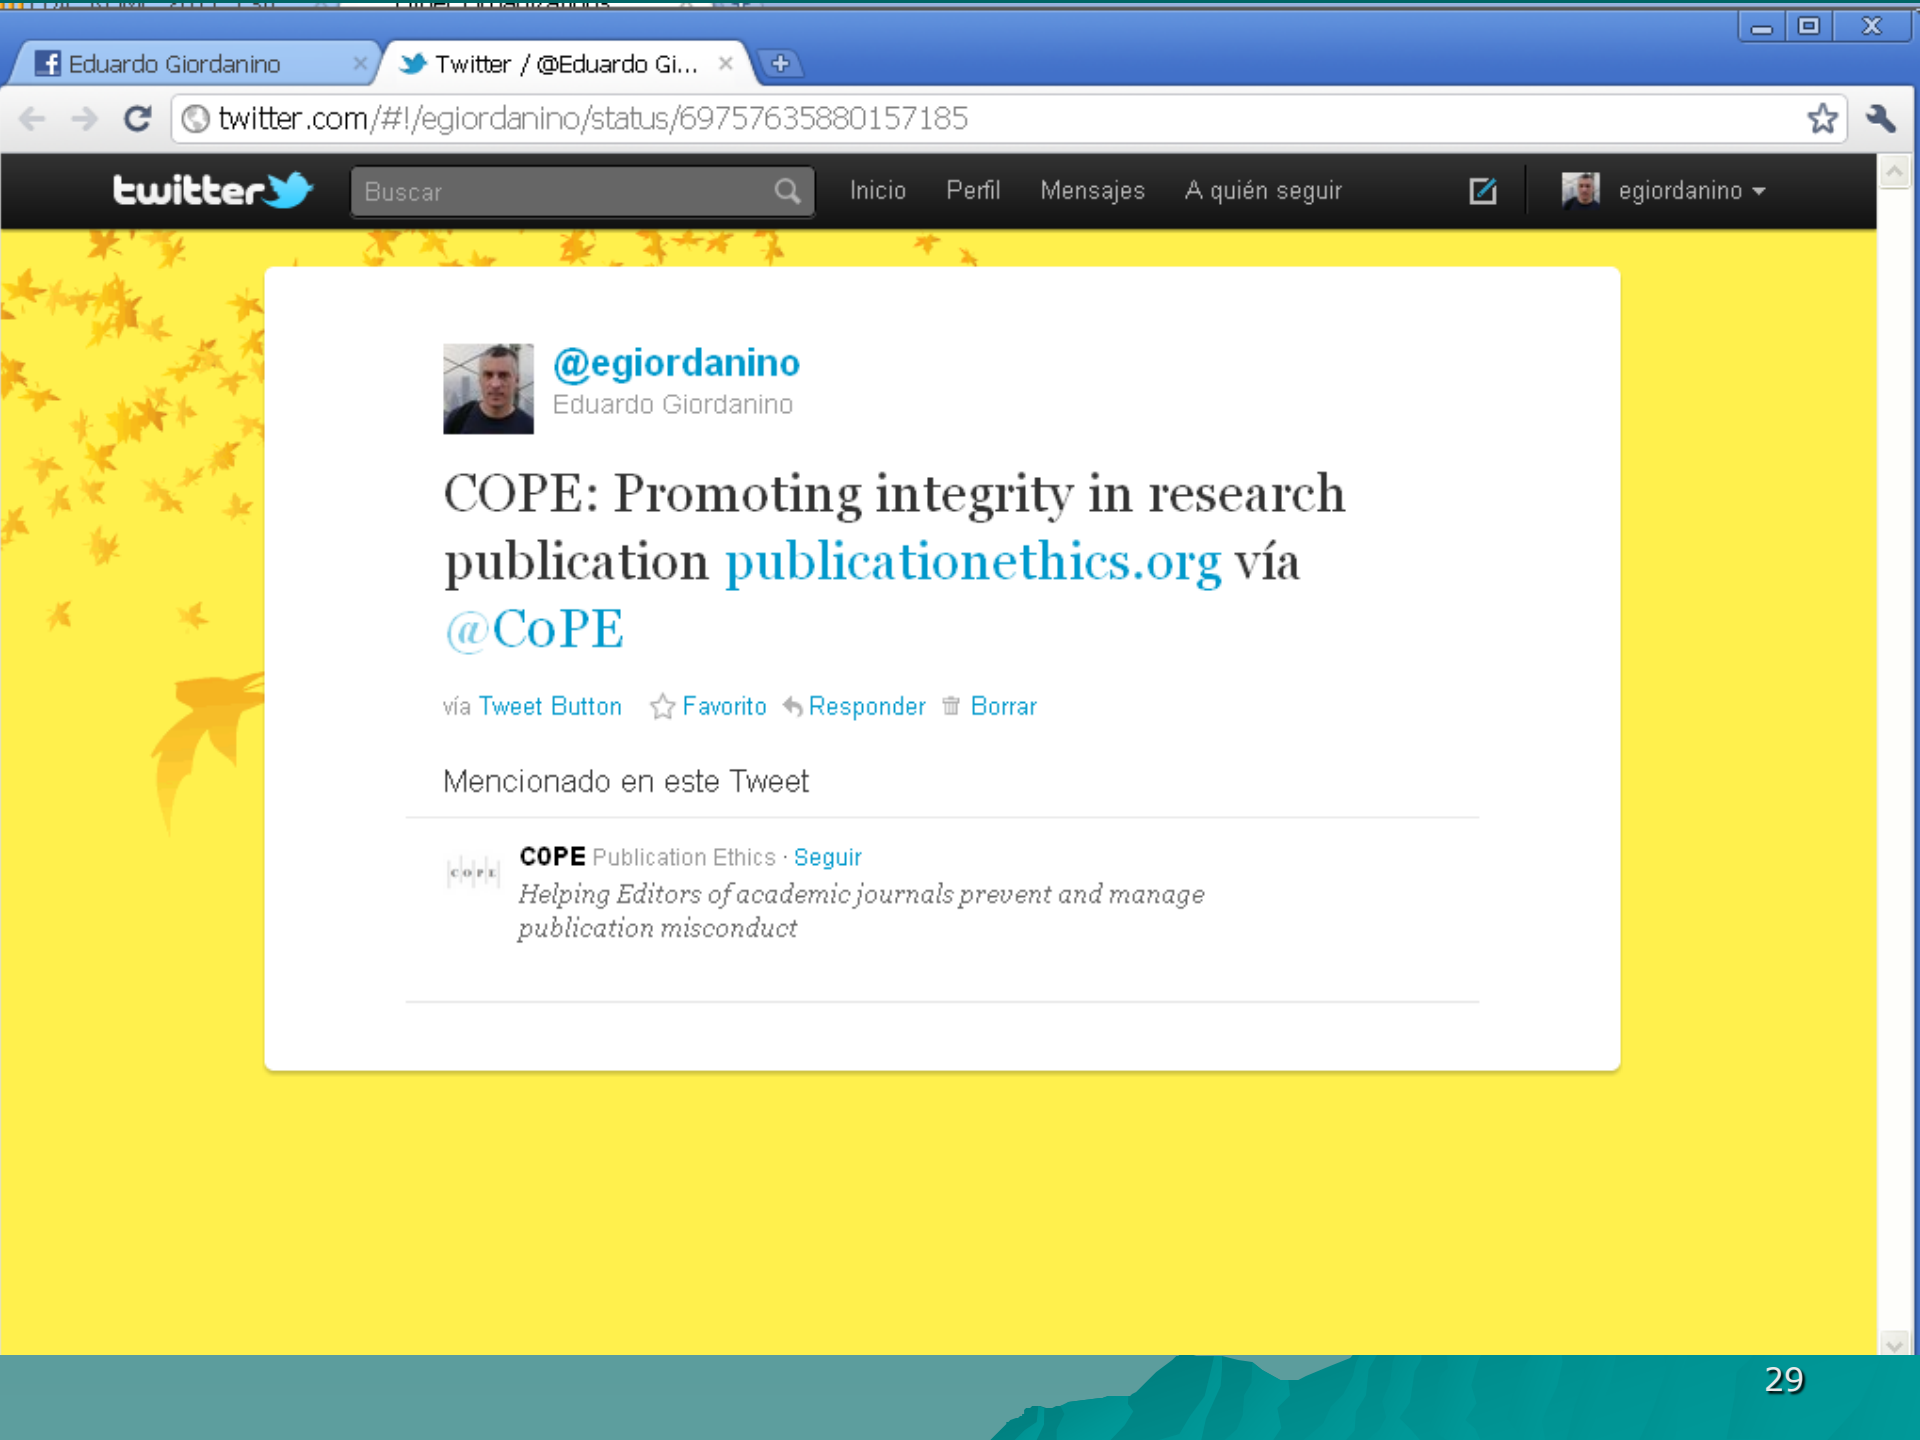 Eduardo Giordanino
Twitter / @Eduardo Gi...
twitter.com/#!/egiordanino/status/69757635880157185
twitter
Buscar
Inicio Perfil Mensajes A quién seguir
egiordanino
@egiordanino
Eduardo Giordanino
COPE: Promoting integrity in research
publication publicationethics.org vía
@CoPE
vía Tweet Button Favorito Responder Borrar
Mencionado en este Tweet
C O P E
C0PE Publication Ethics · Seguir
Helping Editors of academic journals prevent and manage
publication misconduct
29